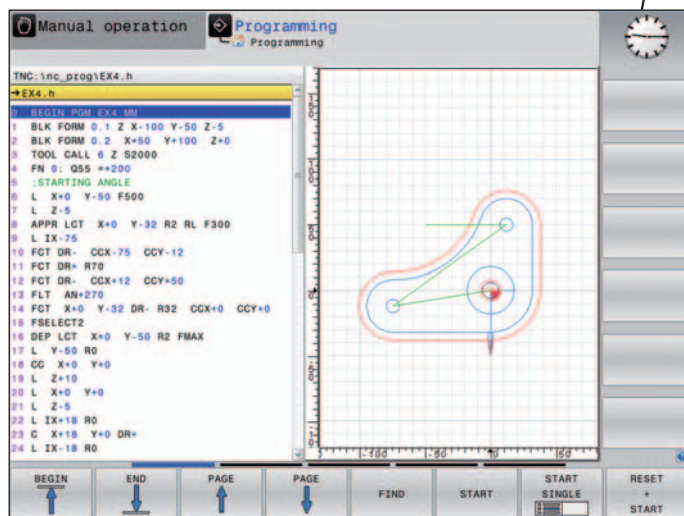 Manual operation
Programming
Programming
TNC:\nc_prog\EX4.h
→EX4.h
0 BEGIN PGM EX4 MM
1 BLK FORM 0.1 Z X-100 Y-50 Z-5
2 BLK FORM 0.2 X+50 Y+100 Z+0
3 TOOL CALL 6 Z S2000
4 FN 0: Q55 =+200
5 ;STARTING ANGLE
6 L X+0 Y-50 F500
7 L Z-5
8 APPR LCT X+0 Y-32 R2 RL F300
9 L IX-75
10 FCT DR- CCX-75 CCY-12
11 FCT DR+ R70
12 FCT DR- CCX+12 CCY+50
13 FLT AN+270
14 FCT X+0 Y-32 DR- R32 CCX+0 CCY+0
15 FSELECT2
16 DEP LCT X+0 Y-50 R2 FMAX
17 L Y-50 R0
18 CC X+0 Y+0
19 L Z+10
20 L X+0 Y+0
21 L Z-5
22 L IX+18 R0
23 C X+18 Y+0 DR+
24 L IX-18 R0
150
100
50
0
-50
-100
-50
0
50
BEGIN
END
PAGE
PAGE
FIND
START
START
SINGLE
RESET
+
START